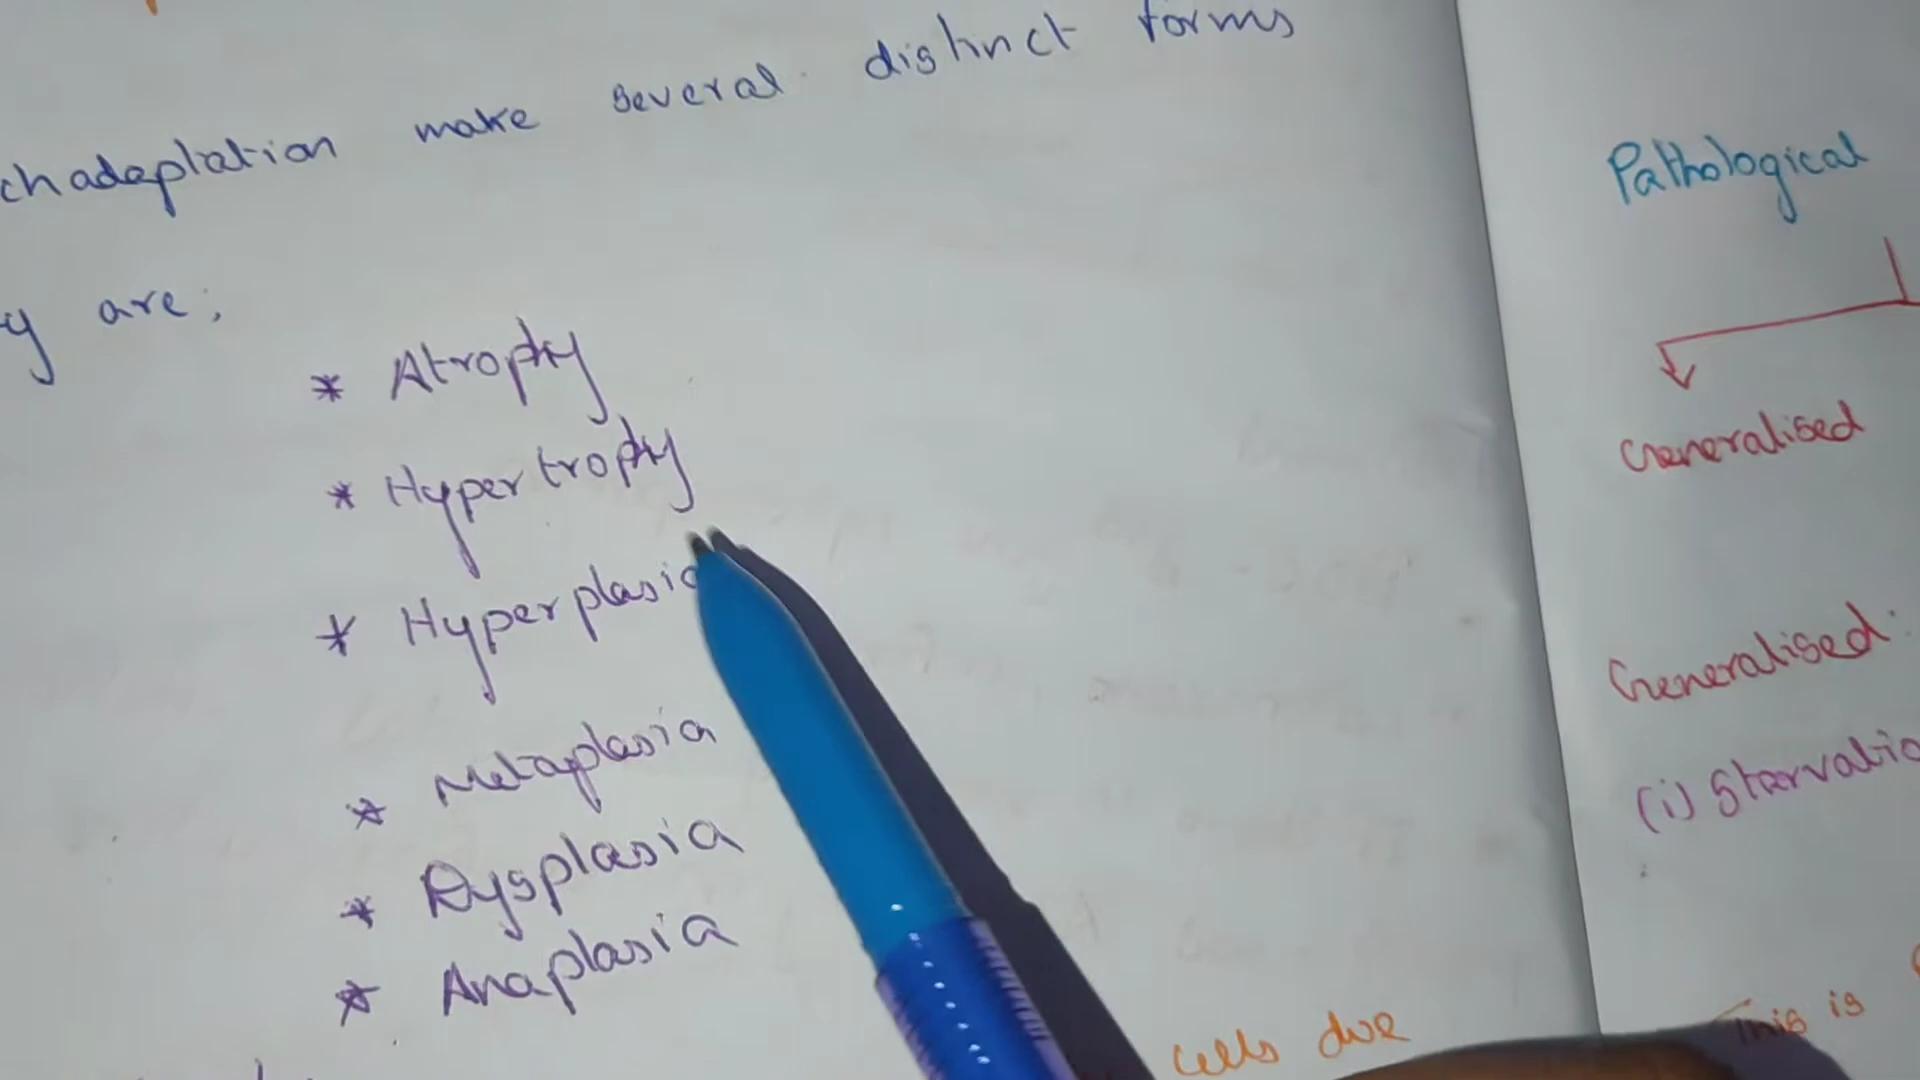 chadaptation make several distinct forms
y are;
* Atrophy
* Hypertrophy
* Hyperplasia
* Metaplasia
* Dysplasia
* Anaplasia
cells due
Pathological
Generalised
Generalised:
(i) Starvatio
This is